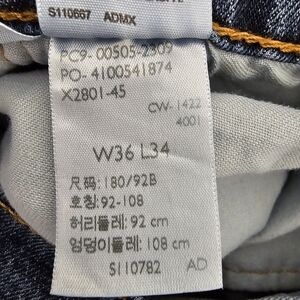 S110667 ADMX
PC9- 00505-2309
PO- 4100541874
X2801-45
CW-1422
4001
W36 L34
尺码: 180/92B
호칭: 92-108
허리둘레: 92 cm
엉덩이둘레: 108 cm
S110782 AD